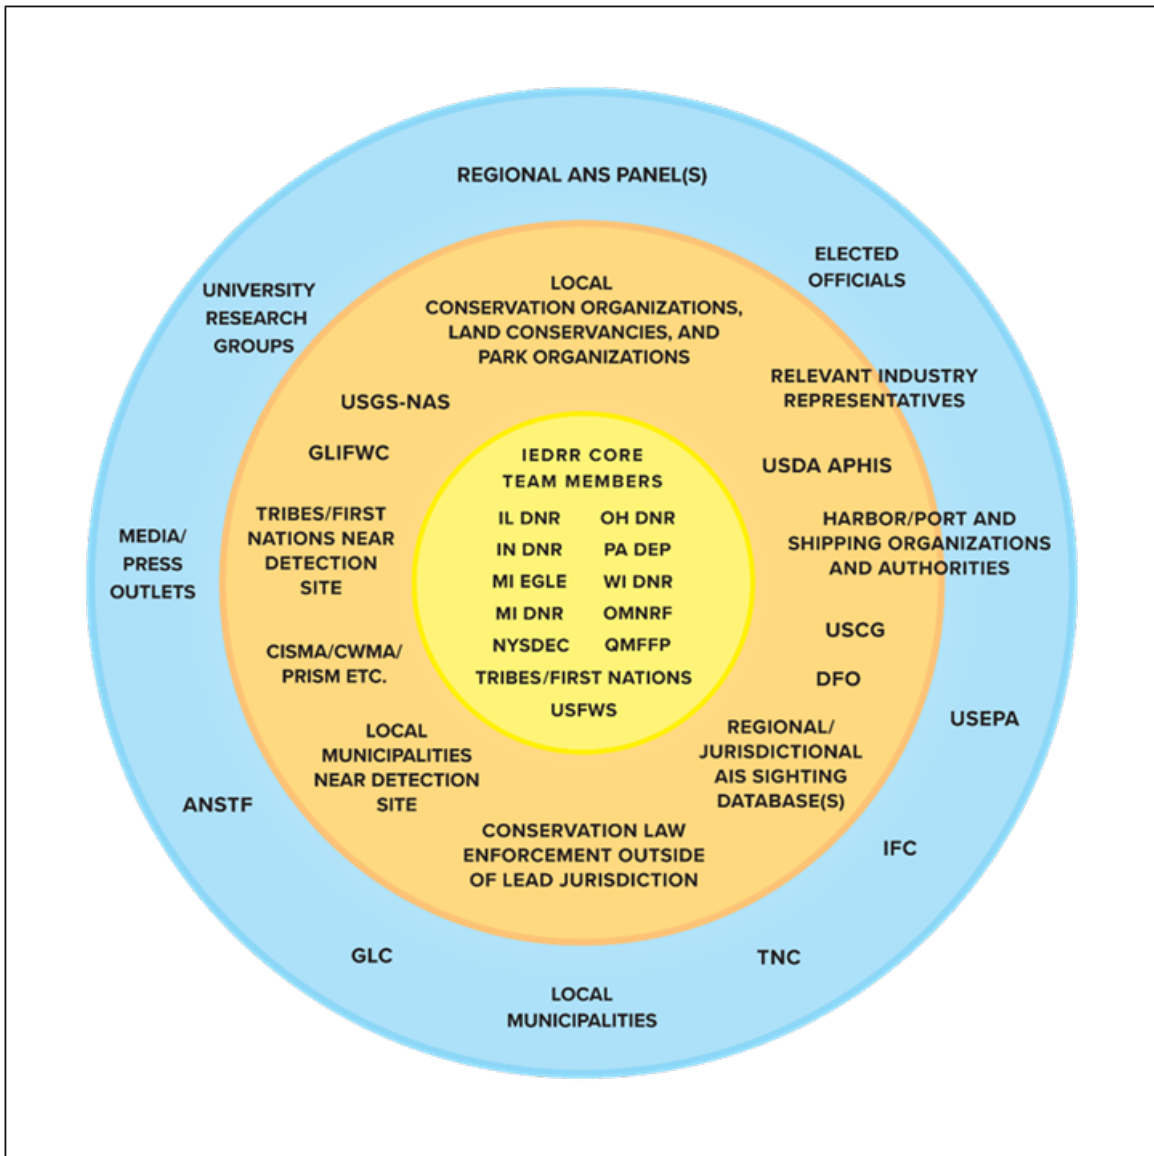 REGIONAL ANS PANEL(S)
ELECTED
OFFICIALS
UNIVERSITY
RESEARCH
GROUPS
LOCAL
CONSERVATION ORGANIZATIONS,
LAND CONSERVANCIES, AND
PARK ORGANIZATIONS
RELEVANT INDUSTRY
REPRESENTATIVES
USGS-NAS
GLIFWC
USDA APHIS
IEDRR CORE
TEAM MEMBERS
IL DNR OH DNR
IN DNR PA DEP
MI EGLE WI DNR
MI DNR OMNRF
NYSDEC QMFFP
TRIBES/FIRST NATIONS
USFWS
TRIBES/FIRST
NATIONS NEAR
DETECTION
SITE
HARBOR/PORT AND
SHIPPING ORGANIZATIONS
AND AUTHORITIES
MEDIA/
PRESS
OUTLETS
USCG
CISMA/CWMA/
PRISM ETC.
DFO
USEPA
LOCAL
MUNICIPALITIES
NEAR DETECTION
SITE
REGIONAL/
JURISDICTIONAL
AIS SIGHTING
DATABASE(S)
ANSTF
CONSERVATION LAW
ENFORCEMENT OUTSIDE
OF LEAD JURISDICTION
IFC
GLC
TNC
LOCAL
MUNICIPALITIES